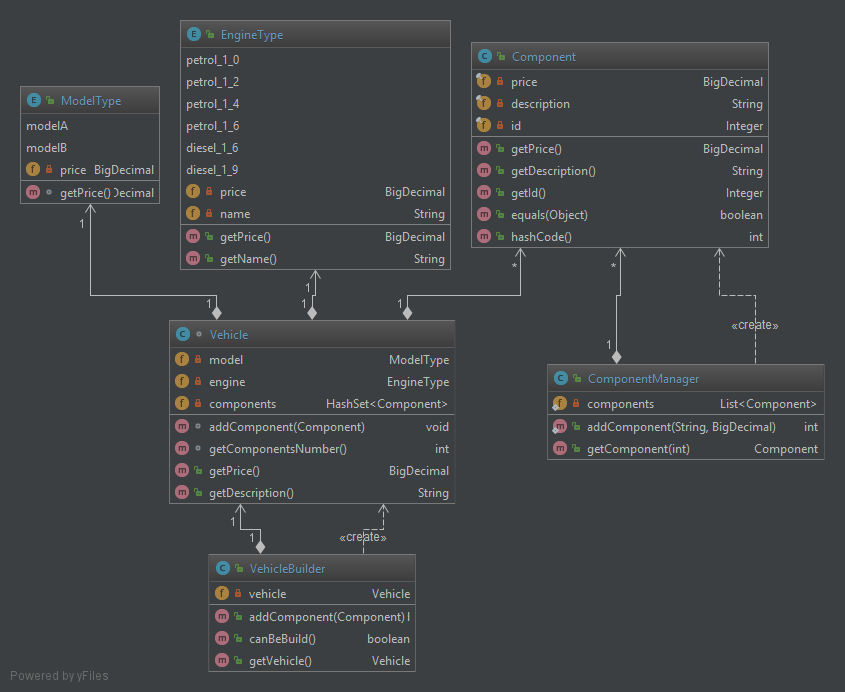 E EngineType
petrol_1_0
petrol_1_2
petrol_1_4
petrol_1_6
diesel_1_6
diesel_1_9
f price BigDecimal
f name String
m getPrice() BigDecimal
m getName() String
C Component
f price BigDecimal
f description String
f id Integer
m getPrice() BigDecimal
m getDescription() String
m getId() Integer
m equals(Object) boolean
m hashCode() int
E ModelType
modelA
modelB
f price BigDecimal
m getPrice() Decimal
1
1
1
1
1
*
*
1
«create»
C Vehicle
f model ModelType
f engine EngineType
f components HashSet<Component>
m addComponent(Component) void
m getComponentsNumber() int
m getPrice() BigDecimal
m getDescription() String
C ComponentManager
f components List<Component>
m addComponent(String, BigDecimal) int
m getComponent(int) Component
1
1
«create»
C VehicleBuilder
f vehicle Vehicle
m addComponent(Component)
m canBeBuild() boolean
m getVehicle() Vehicle
Powered by yFiles